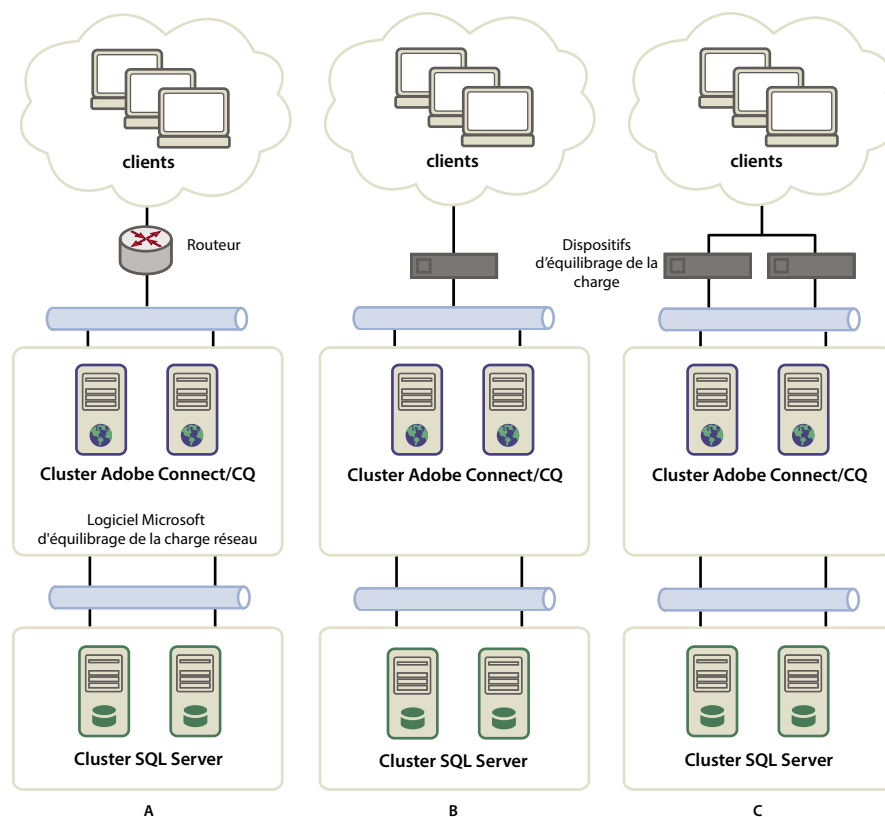 clients
clients
clients
Routeur
Dispositifs
d'équilibrage de la
charge
Cluster Adobe Connect/CQ
Cluster Adobe Connect/CQ
Cluster Adobe Connect/CQ
Logiciel Microsoft
d'équilibrage de la charge réseau
Cluster SQL Server
Cluster SQL Server
Cluster SQL Server
A
B
C